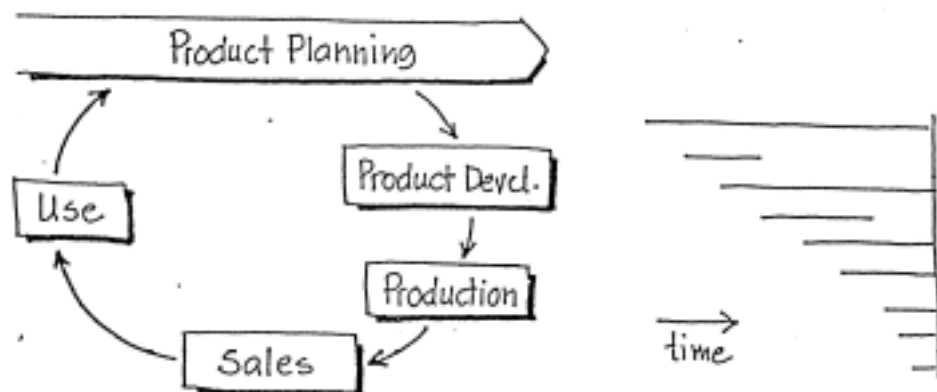 Product Planning
Product Devel.
Use
Production
Sales
time